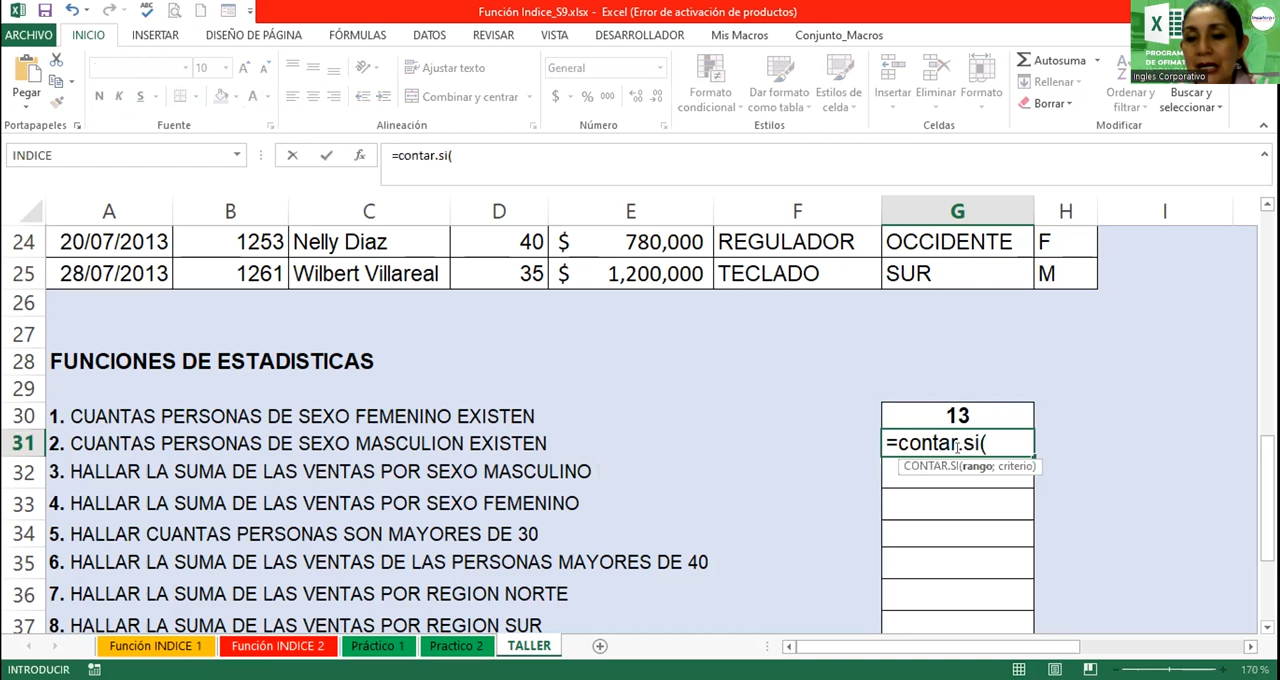 Función Indice_S9.xlsx - Excel (Error de activación de productos)
ARCHIVO INICIO INSERTAR DISEÑO DE PÁGINA FÓRMULAS DATOS REVISAR VISTA DESARROLLADOR Mis Macros Conjunto_Macros
Ingles Corporativo
Pegar
N K S
10
Ajustar texto
Combinar y centrar
General
$ % 000
Formato condicional
Dar formato como tabla
Estilos de celda
Insertar Eliminar Formato
Autosuma
Rellenar
Borrar
Ordenar y filtrar
Buscar y seleccionar
Portapapeles Fuente Alineación Número Estilos Celdas Modificar
INDICE =contar.si(
A B C D E F G H I
24 20/07/2013 1253 Nelly Diaz 40 $ 780,000 REGULADOR OCCIDENTE F
25 28/07/2013 1261 Wilbert Villareal 35 $ 1,200,000 TECLADO SUR M
26
27
28 FUNCIONES DE ESTADISTICAS
29
30 1. CUANTAS PERSONAS DE SEXO FEMENINO EXISTEN 13
31 2. CUANTAS PERSONAS DE SEXO MASCULION EXISTEN =contar.si(
CONTAR.SI(rango; criterio)
32 3. HALLAR LA SUMA DE LAS VENTAS POR SEXO MASCULINO
33 4. HALLAR LA SUMA DE LAS VENTAS POR SEXO FEMENINO
34 5. HALLAR CUANTAS PERSONAS SON MAYORES DE 30
35 6. HALLAR LA SUMA DE LAS VENTAS DE LAS PERSONAS MAYORES DE 40
36 7. HALLAR LA SUMA DE LAS VENTAS POR REGION NORTE
37 8. HALLAR LA SUMA DE LAS VENTAS POR REGION SUR
Función INDICE 1 Función INDICE 2 Práctico 1 Practico 2 TALLER
INTRODUCIR 170 %